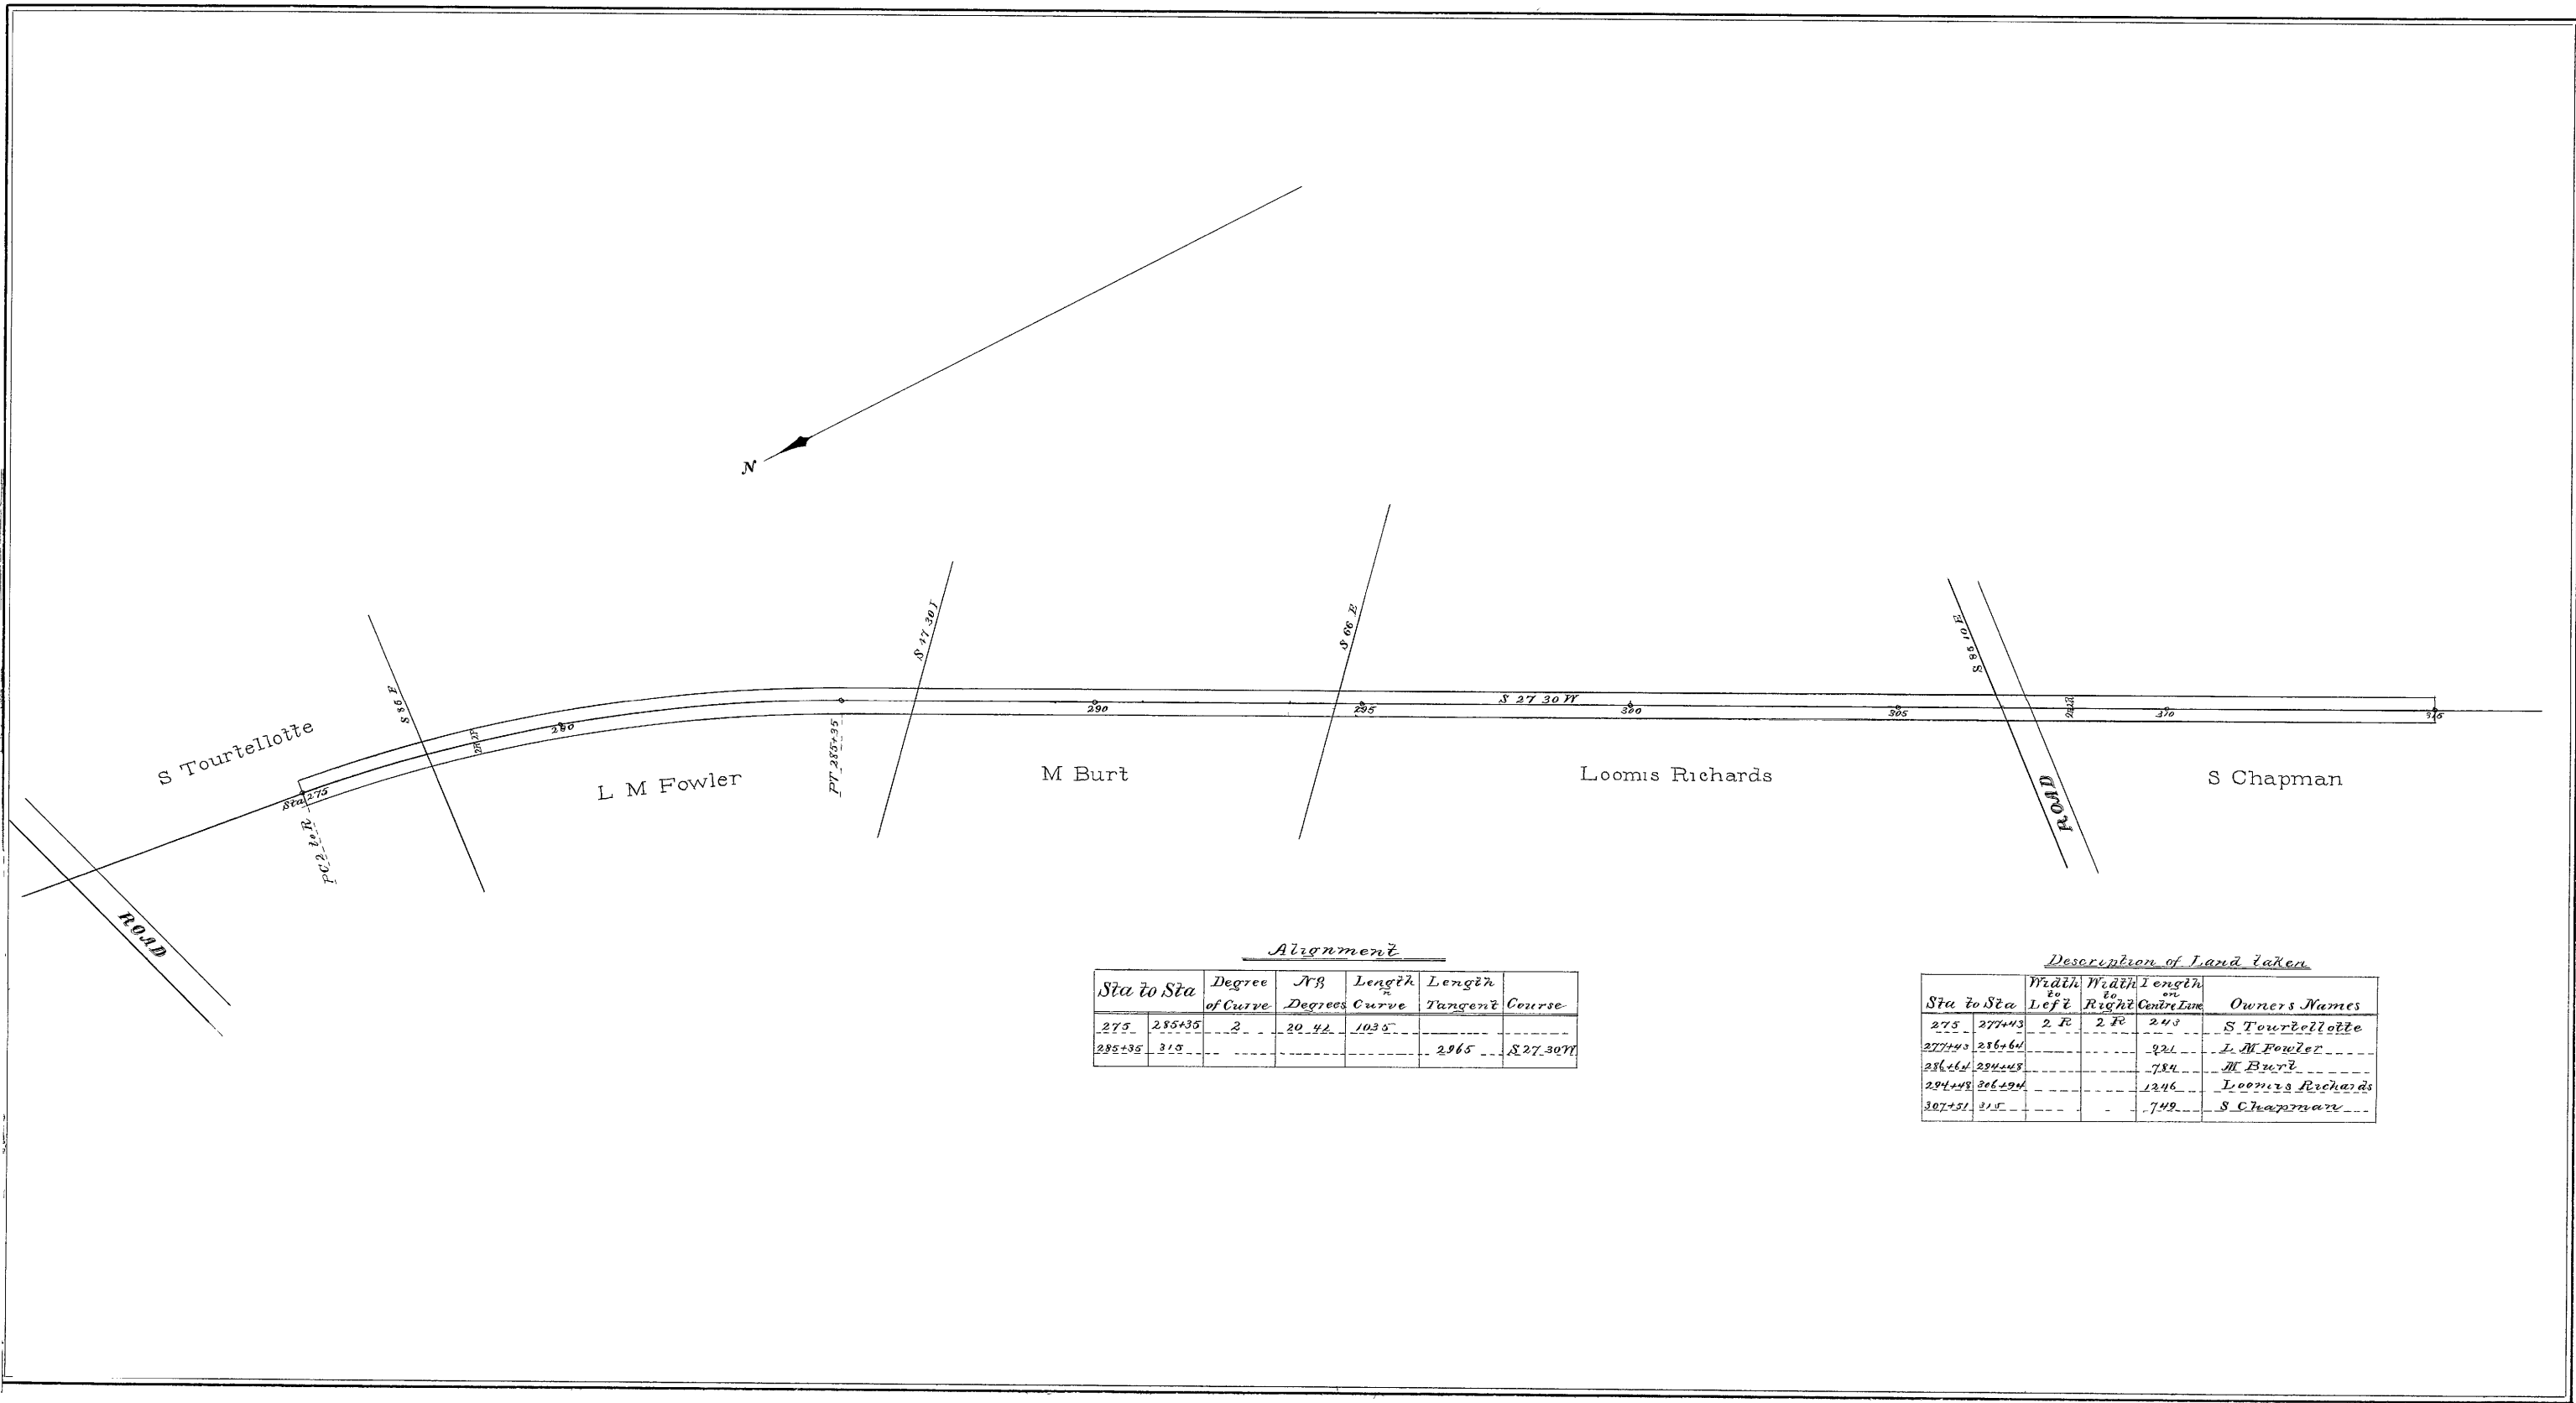 N
S 47 30
S 66 E
S 85 10 E
S 86 E
S 27 30 W
S Tourtellotte
Sta 275
280
290
295
300
305
310
315
2R 2R
2R 2R
PC 2 to R
PT 285+35
L M Fowler
M Burt
Loomis Richards
S Chapman
ROAD
ROAD
Alignment
Sta to Sta Degree of Curve No Degrees Length Curve Length Tangent Course
275 285+35 2 20 42 1035
285+35 315 2965 S 27 30 W
Description of Land taken
Sta to Sta Width to Left Width to Right Length on Centre Line Owners Names
275 277+43 2 R 2 R 243 S Tourtellotte
277+43 286+64 921 L M Fowler
286+64 294+48 784 M Burt
294+48 306+94 1246 Loomis Richards
307+51 315 749 S Chapman